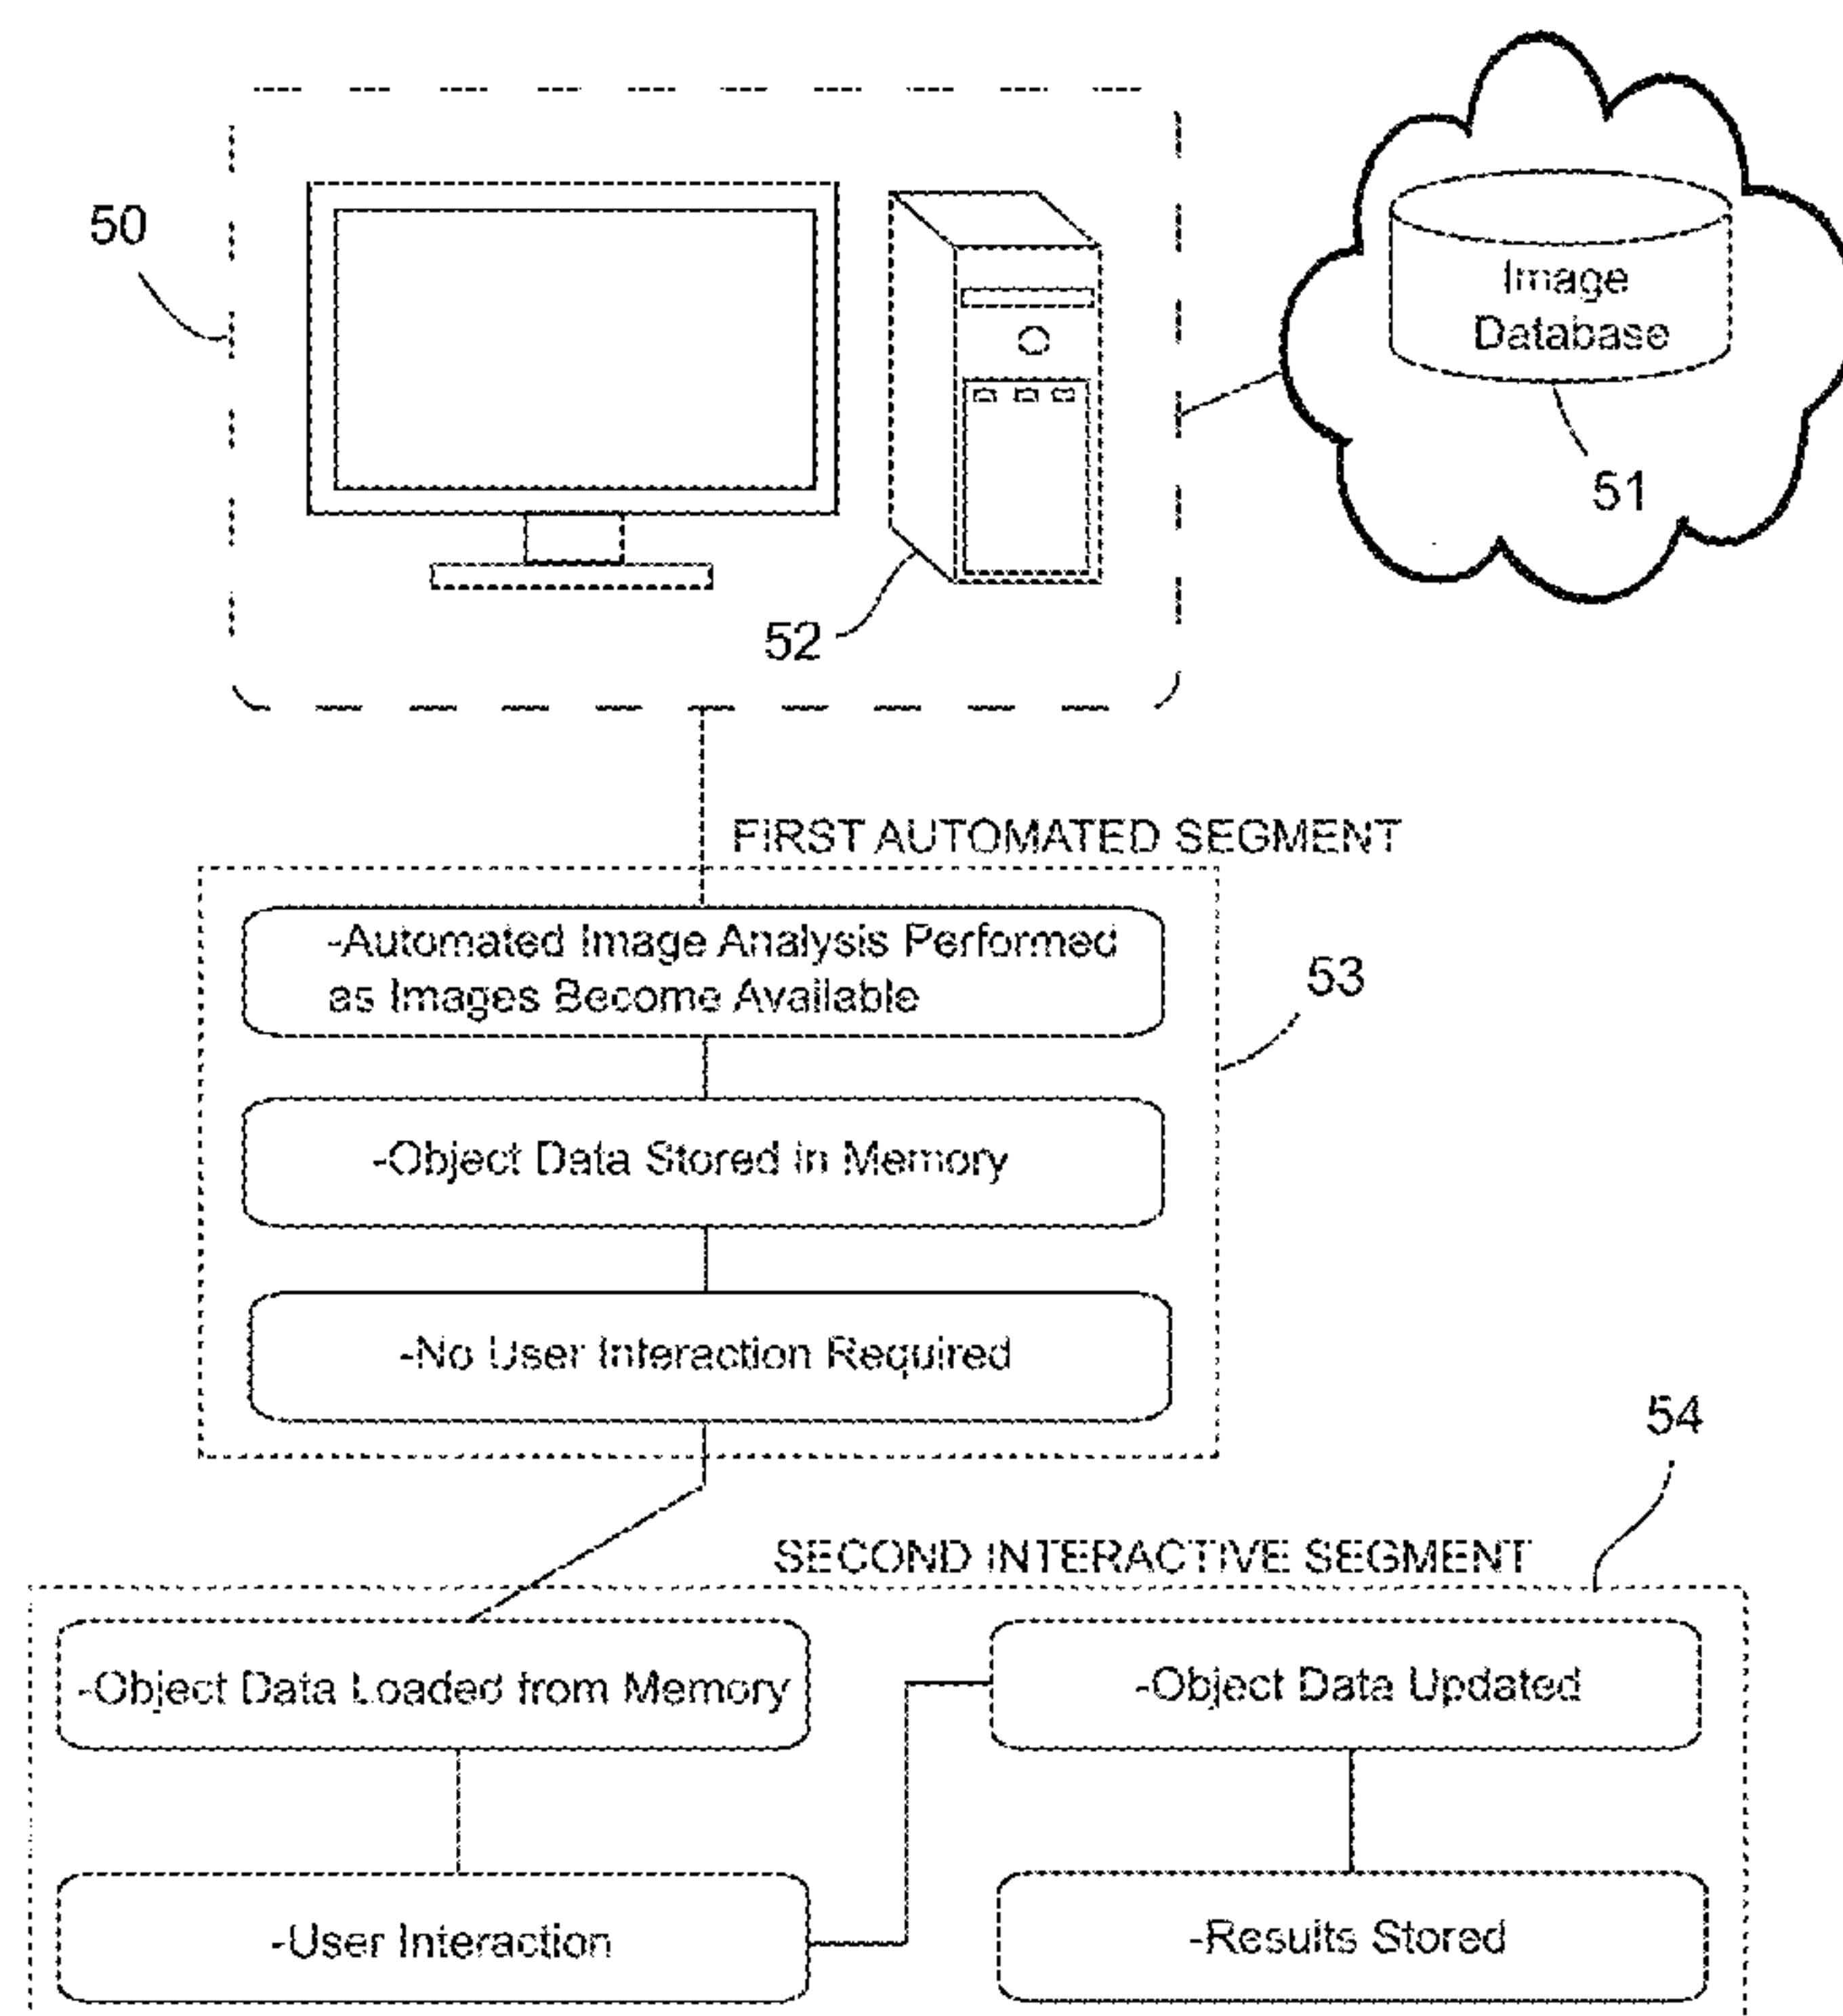 50
Image
Database
51
52
FIRST AUTOMATED SEGMENT
-Automated Image Analysis Performed
as Images Become Available
53
-Object Data Stored in Memory
-No User Interaction Required
54
SECOND INTERACTIVE SEGMENT
-Object Data Loaded from Memory
-Object Data Updated
-User Interaction
-Results Stored